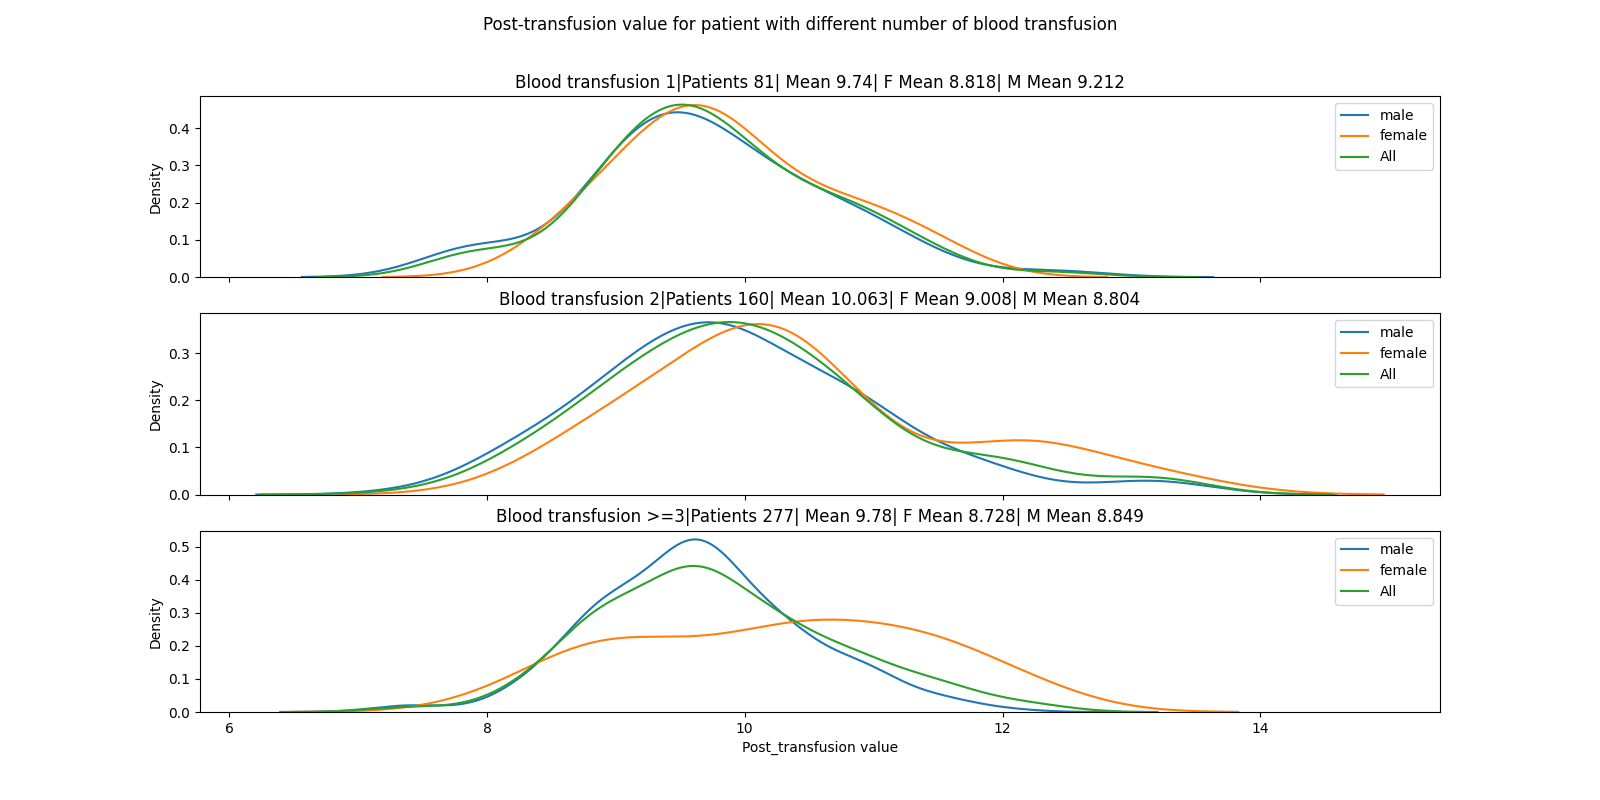 Post-transfusion value for patient with different number of blood transfusion
Blood transfusion 1|Patients 81| Mean 9.74| F Mean 8.818| M Mean 9.212
Density
0.4
0.3
0.2
0.1
0.0
male
female
All
Blood transfusion 2|Patients 160| Mean 10.063| F Mean 9.008| M Mean 8.804
Density
0.3
0.2
0.1
0.0
male
female
All
Blood transfusion >=3|Patients 277| Mean 9.78| F Mean 8.728| M Mean 8.849
Density
0.5
0.4
0.3
0.2
0.1
0.0
male
female
All
6 8 10 12 14
Post_transfusion value